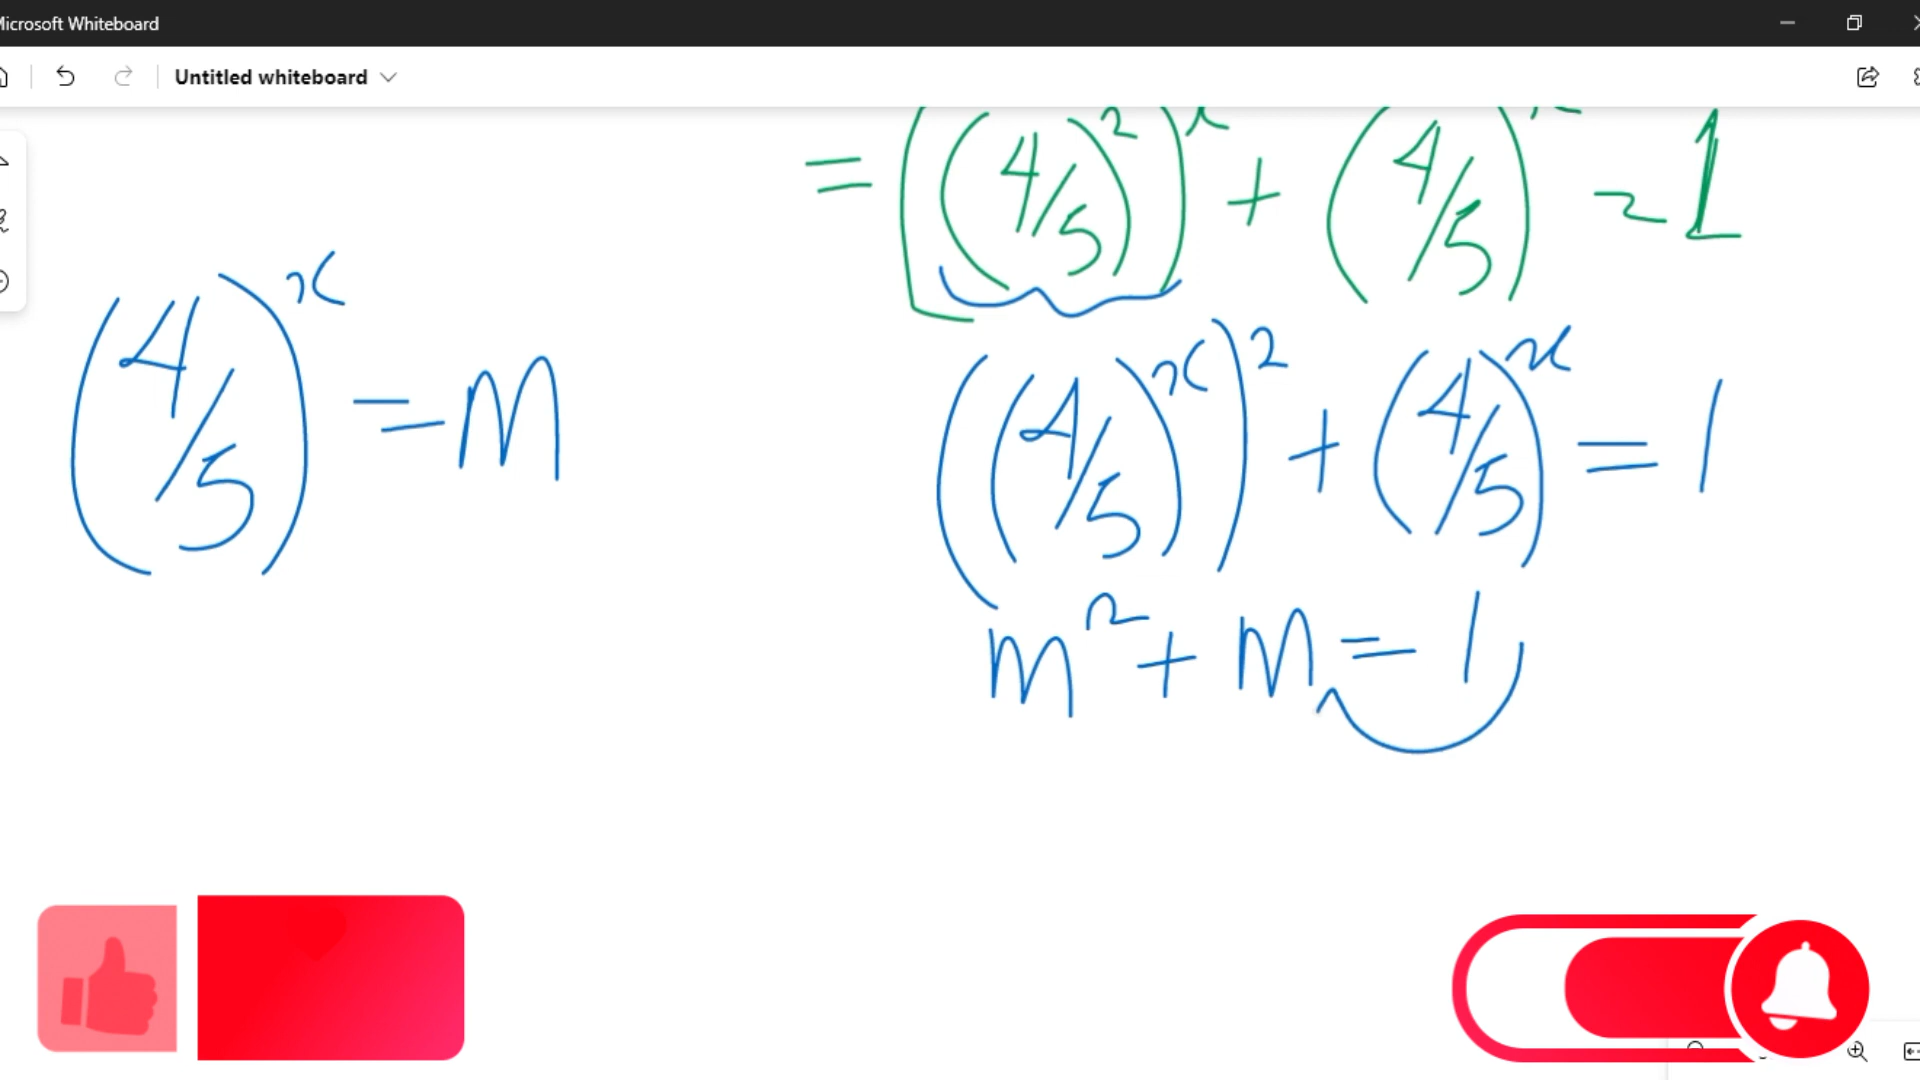 Microsoft Whiteboard
Untitled whiteboard
= [((4/5)^2)^x + (4/5)^x = 1
(4/5)^x = m
((4/5)^x)^2 + (4/5)^x = 1
m^2 + m = 1